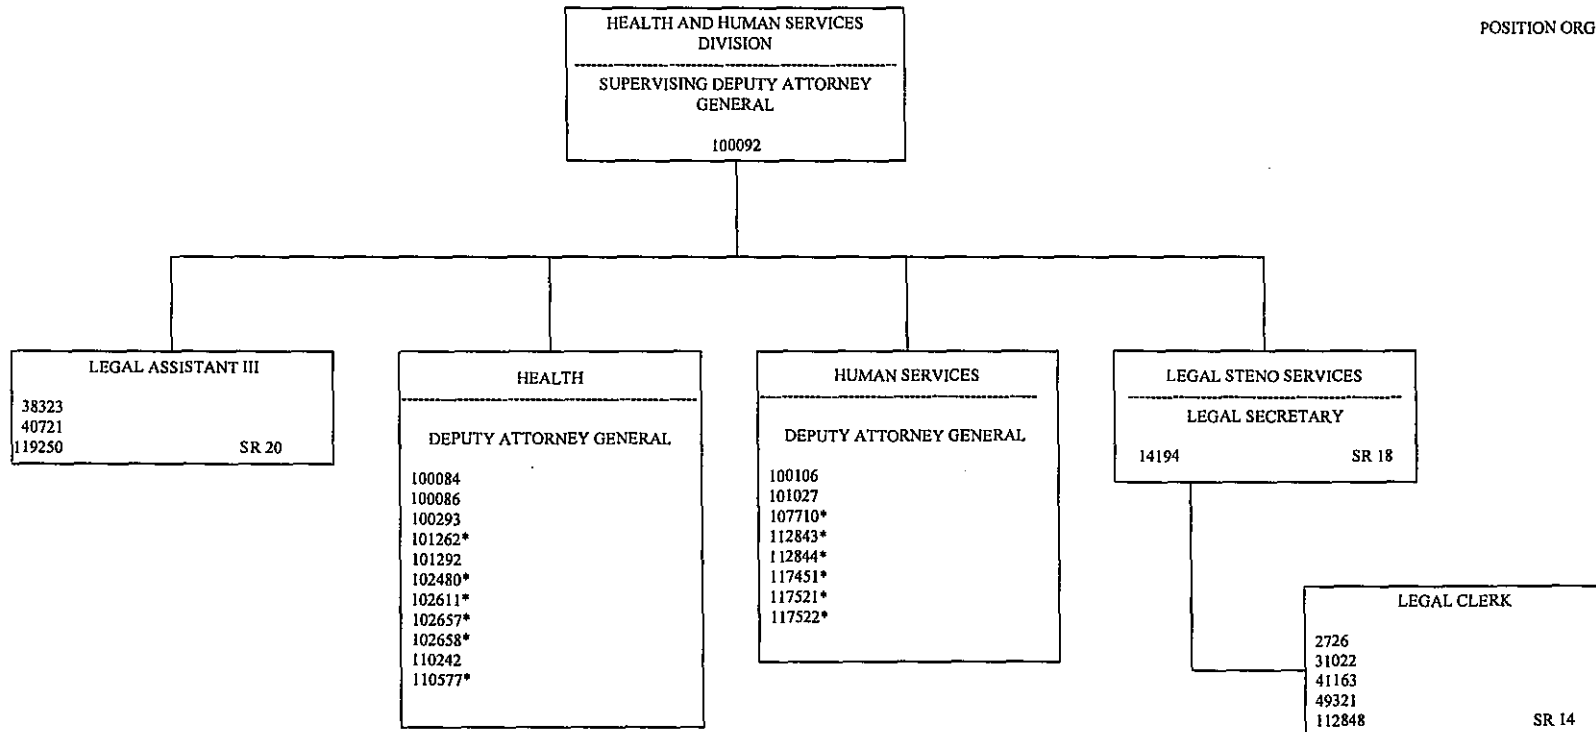 POSITION ORG
HEALTH AND HUMAN SERVICES
DIVISION
SUPERVISING DEPUTY ATTORNEY
GENERAL
100092
LEGAL ASSISTANT III
38323
40721
119250 SR 20
HEALTH
DEPUTY ATTORNEY GENERAL
100084
100086
100293
101262*
101292
102480*
102611*
102657*
102658*
110242
110577*
HUMAN SERVICES
DEPUTY ATTORNEY GENERAL
100106
101027
107710*
112843*
112844*
117451*
117521*
117522*
LEGAL STENO SERVICES
LEGAL SECRETARY
14194 SR 18
LEGAL CLERK
2726
31022
41163
49321
112848 SR 14